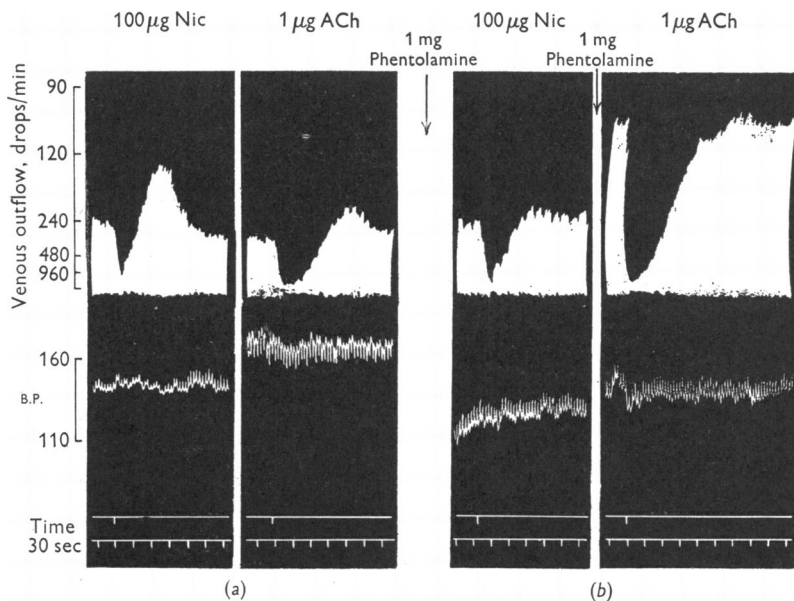 100 μg Nic
1 μg ACh
1 mg
Phentolamine
100 μg Nic
1 mg
Phentolamine
1 μg ACh
Venous outflow, drops/min
90
120
240
480
960
160
B.P.
110
Time
30 sec
(a)
(b)